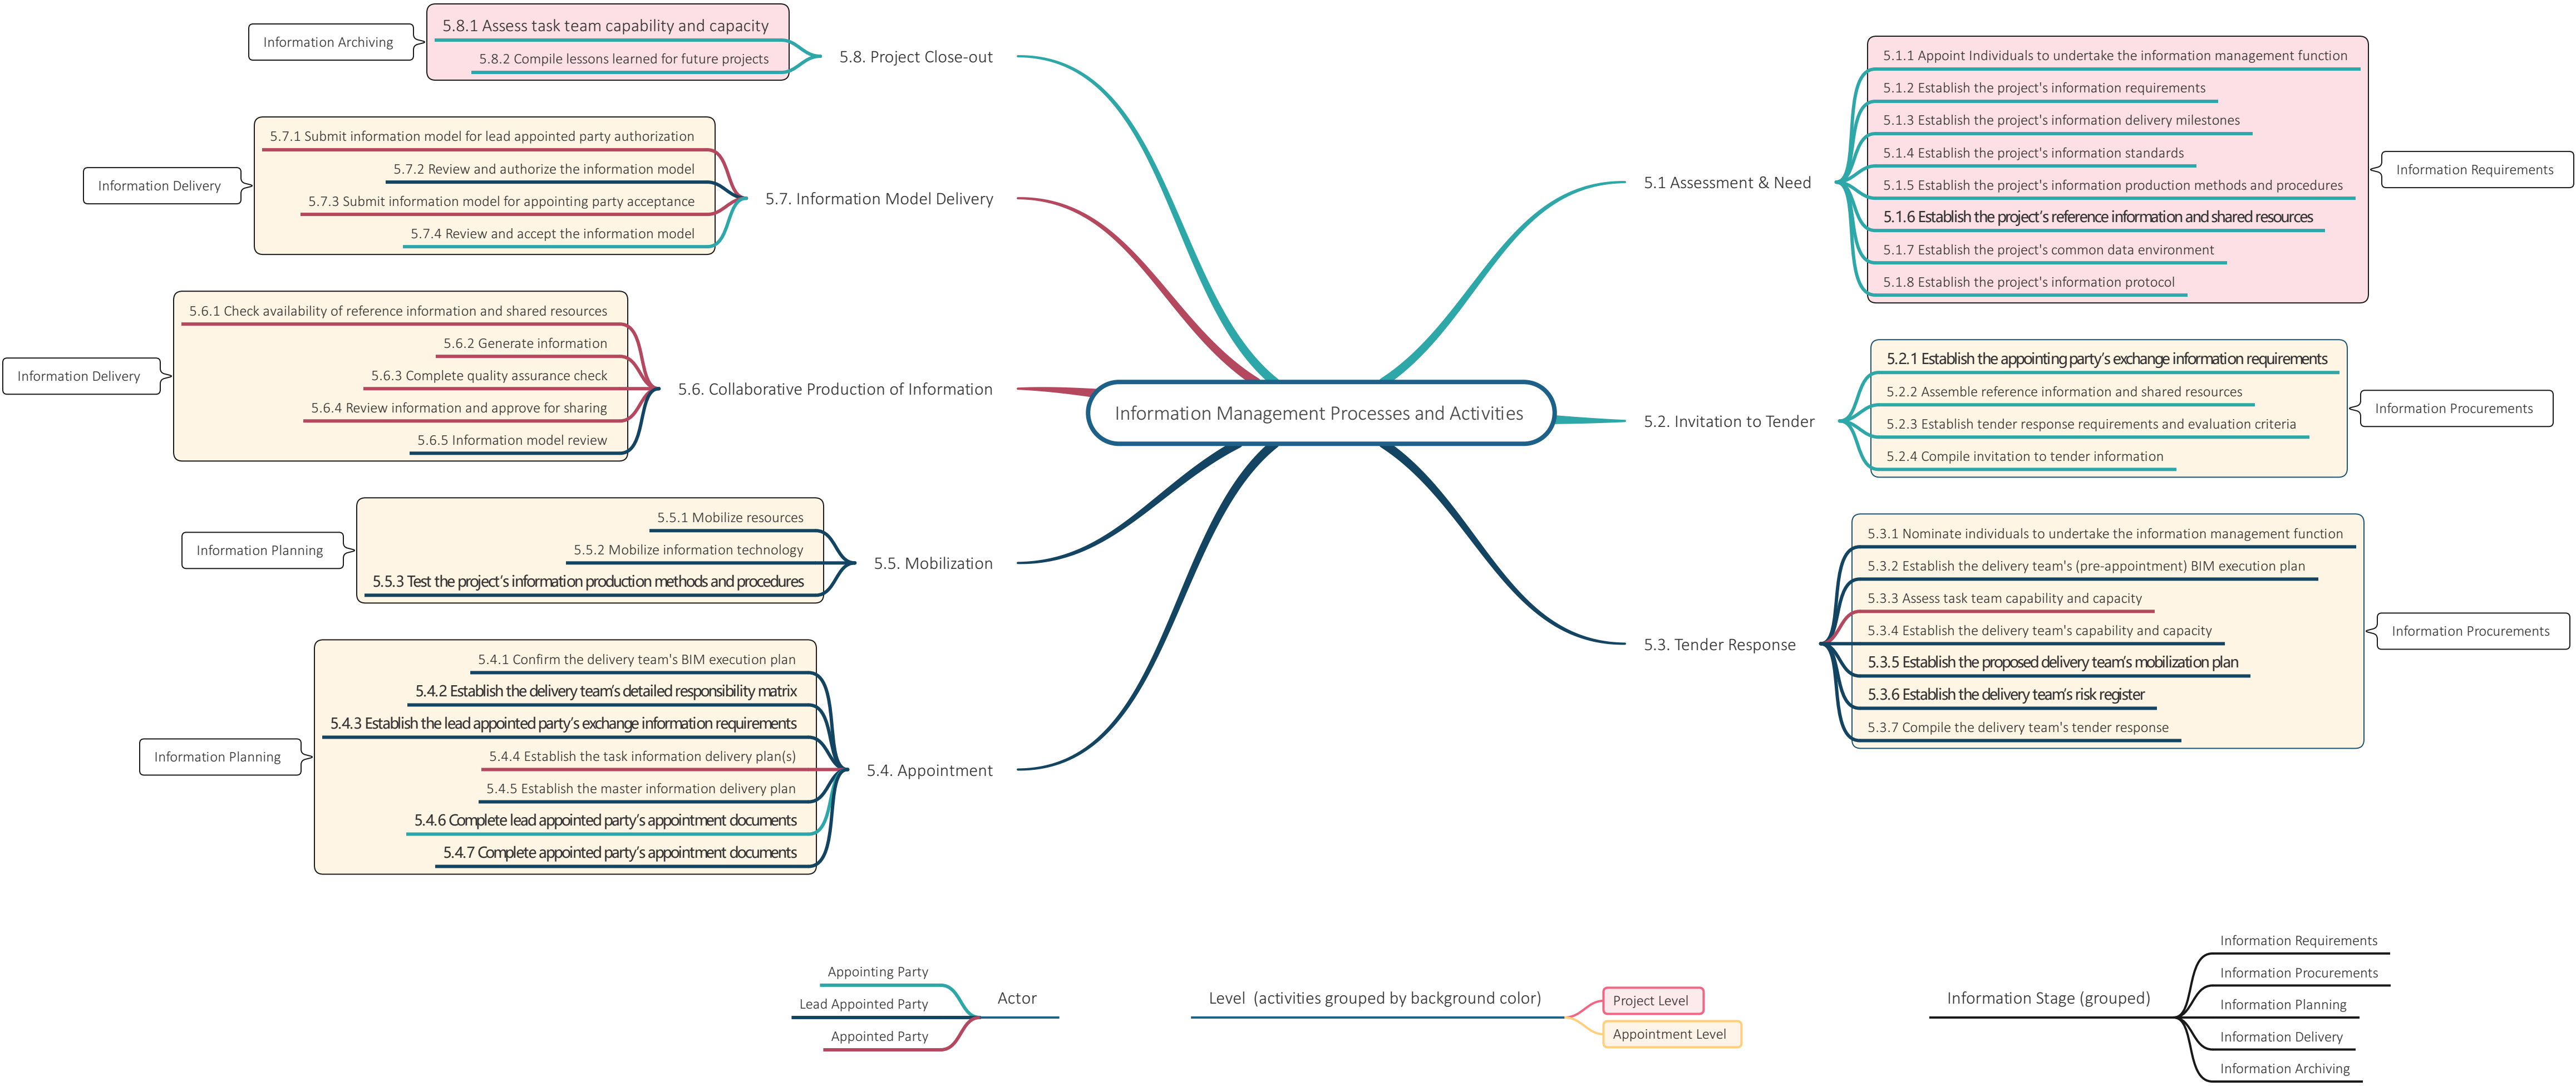 Information Management Processes and Activities
5.1 Assessment & Need
5.1.1 Appoint Individuals to undertake the information management function
5.1.2 Establish the project's information requirements
5.1.3 Establish the project's information delivery milestones
5.1.4 Establish the project's information standards
5.1.5 Establish the project's information production methods and procedures
5.1.6 Establish the project’s reference information and shared resources
5.1.7 Establish the project's common data environment
5.1.8 Establish the project's information protocol
Information Requirements
5.2. Invitation to Tender
5.2.1 Establish the appointing party’s exchange information requirements
5.2.2 Assemble reference information and shared resources
5.2.3 Establish tender response requirements and evaluation criteria
5.2.4 Compile invitation to tender information
Information Procurements
5.3. Tender Response
5.3.1 Nominate individuals to undertake the information management function
5.3.2 Establish the delivery team's (pre-appointment) BIM execution plan
5.3.3 Assess task team capability and capacity
5.3.4 Establish the delivery team's capability and capacity
5.3.5 Establish the proposed delivery team’s mobilization plan
5.3.6 Establish the delivery team’s risk register
5.3.7 Compile the delivery team's tender response
Information Procurements
5.4. Appointment
5.4.1 Confirm the delivery team's BIM execution plan
5.4.2 Establish the delivery team’s detailed responsibility matrix
5.4.3 Establish the lead appointed party’s exchange information requirements
5.4.4 Establish the task information delivery plan(s)
5.4.5 Establish the master information delivery plan
5.4.6 Complete lead appointed party’s appointment documents
5.4.7 Complete appointed party’s appointment documents
Information Planning
5.5. Mobilization
5.5.1 Mobilize resources
5.5.2 Mobilize information technology
5.5.3 Test the project’s information production methods and procedures
Information Planning
5.6. Collaborative Production of Information
5.6.1 Check availability of reference information and shared resources
5.6.2 Generate information
5.6.3 Complete quality assurance check
5.6.4 Review information and approve for sharing
5.6.5 Information model review
Information Delivery
5.7. Information Model Delivery
5.7.1 Submit information model for lead appointed party authorization
5.7.2 Review and authorize the information model
5.7.3 Submit information model for appointing party acceptance
5.7.4 Review and accept the information model
Information Delivery
5.8. Project Close-out
5.8.1 Assess task team capability and capacity
5.8.2 Compile lessons learned for future projects
Information Archiving
Actor
Appointing Party
Lead Appointed Party
Appointed Party
Level (activities grouped by background color)
Project Level
Appointment Level
Information Stage (grouped)
Information Requirements
Information Procurements
Information Planning
Information Delivery
Information Archiving